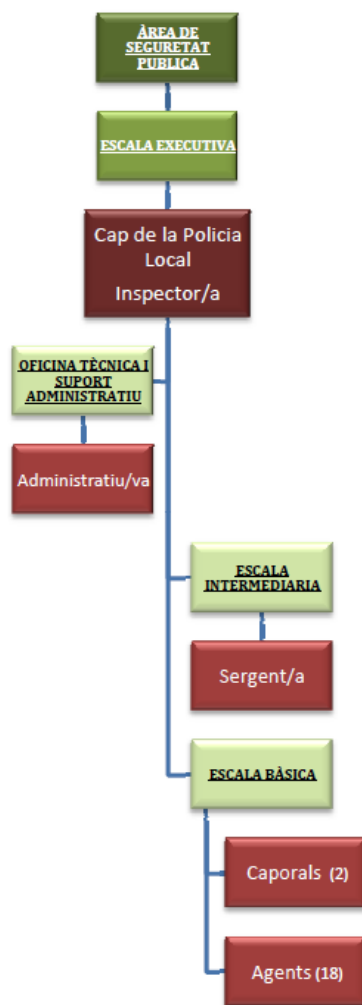 ÀREA DE
SEGURETAT
PUBLICA
ESCALA EXECUTIVA
Cap de la Policia
Local
Inspector/a
OFICINA TÈCNICA I
SUPORT
ADMINISTRATIU
Administratiu/va
ESCALA
INTERMEDIARIA
Sergent/a
ESCALA BÀSICA
Caporals (2)
Agents (18)